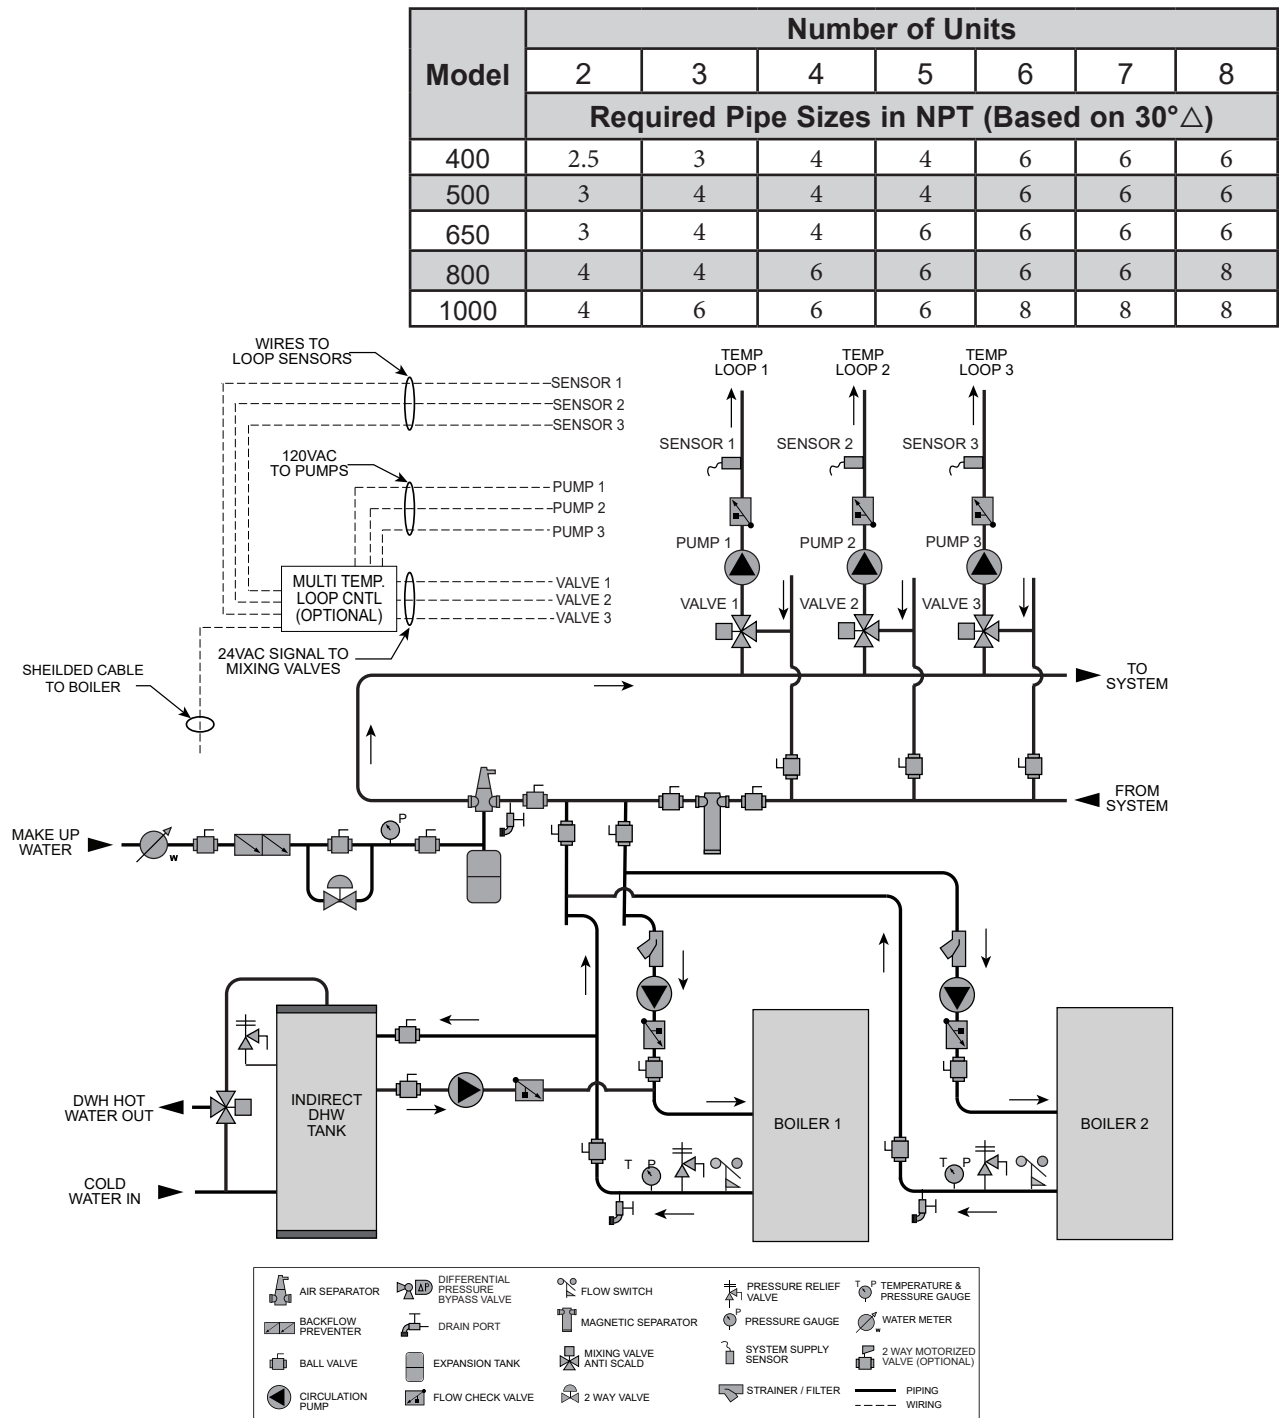 Model
Number of Units
2 3 4 5 6 7 8
Required Pipe Sizes in NPT (Based on 30°△)
400 2.5 3 4 4 6 6 6
500 3 4 4 4 6 6 6
650 3 4 4 6 6 6 6
800 4 4 6 6 6 6 8
1000 4 6 6 6 8 8 8
WIRES TO
LOOP SENSORS
SENSOR 1
SENSOR 2
SENSOR 3
120VAC
TO PUMPS
PUMP 1
PUMP 2
PUMP 3
MULTI TEMP.
LOOP CNTL
(OPTIONAL)
VALVE 1
VALVE 2
VALVE 3
24VAC SIGNAL TO
MIXING VALVES
SHEILDED CABLE
TO BOILER
TEMP
LOOP 1
TEMP
LOOP 2
TEMP
LOOP 3
SENSOR 1
SENSOR 2
SENSOR 3
PUMP 1
PUMP 2
PUMP 3
VALVE 1
VALVE 2
VALVE 3
TO
SYSTEM
FROM
SYSTEM
MAKE UP
WATER
W
P
DWH HOT
WATER OUT
COLD
WATER IN
INDIRECT
DHW
TANK
BOILER 1
BOILER 2
T P
T P
AIR SEPARATOR
BACKFLOW
PREVENTER
BALL VALVE
CIRCULATION
PUMP
ΔP
DIFFERENTIAL
PRESSURE
BYPASS VALVE
DRAIN PORT
EXPANSION TANK
FLOW CHECK VALVE
FLOW SWITCH
MAGNETIC SEPARATOR
MIXING VALVE
ANTI SCALD
2 WAY VALVE
PRESSURE RELIEF
VALVE
P
PRESSURE GAUGE
SYSTEM SUPPLY
SENSOR
STRAINER / FILTER
T P
TEMPERATURE &
PRESSURE GAUGE
W
WATER METER
2 WAY MOTORIZED
VALVE (OPTIONAL)
PIPING
WIRING